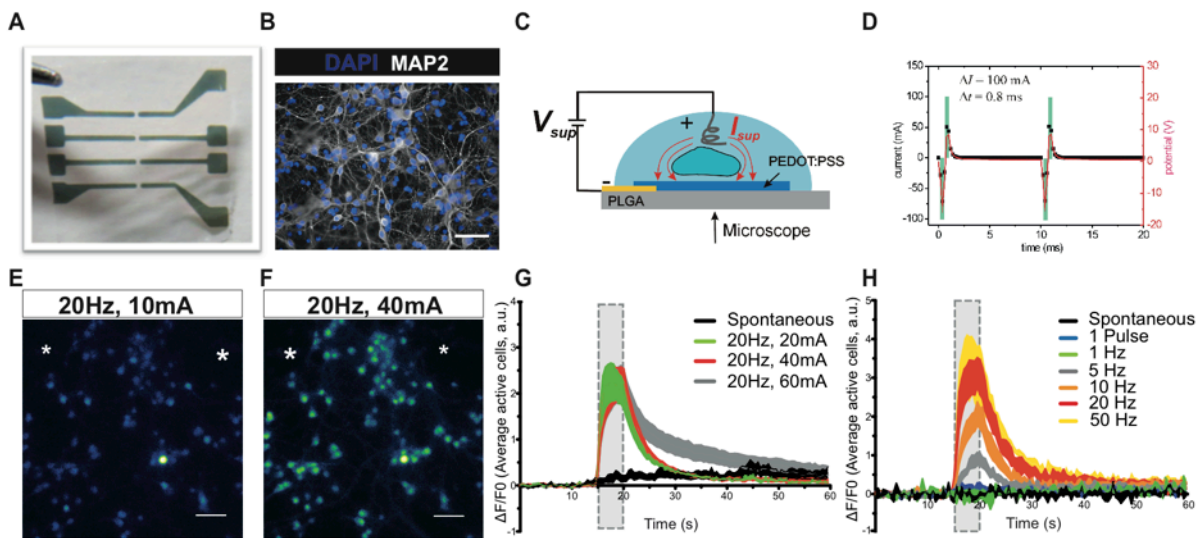 A
B
DAPI MAP2
C
Vsup
+
Isup
PEDOT:PSS
-
PLGA
Microscope
D
ΔI = 100 mA
Δt = 0.8 ms
current (mA)
150
100
50
0
-50
-100
potential (V)
30
20
10
0
-10
-20
0 5 10 15 20
time (ms)
E
20Hz, 10mA
*
*
F
20Hz, 40mA
*
*
G
ΔF/F0 (Average active cells, a.u.)
4
3
2
1
0
-1
Spontaneous
20Hz, 20mA
20Hz, 40mA
20Hz, 60mA
10 20 30 40 50 60
Time (s)
H
ΔF/F0 (Average active cells, a.u.)
5
4
3
2
1
0
-1
Spontaneous
1 Pulse
1 Hz
5 Hz
10 Hz
20 Hz
50 Hz
10 20 30 40 50 60
Time (s)